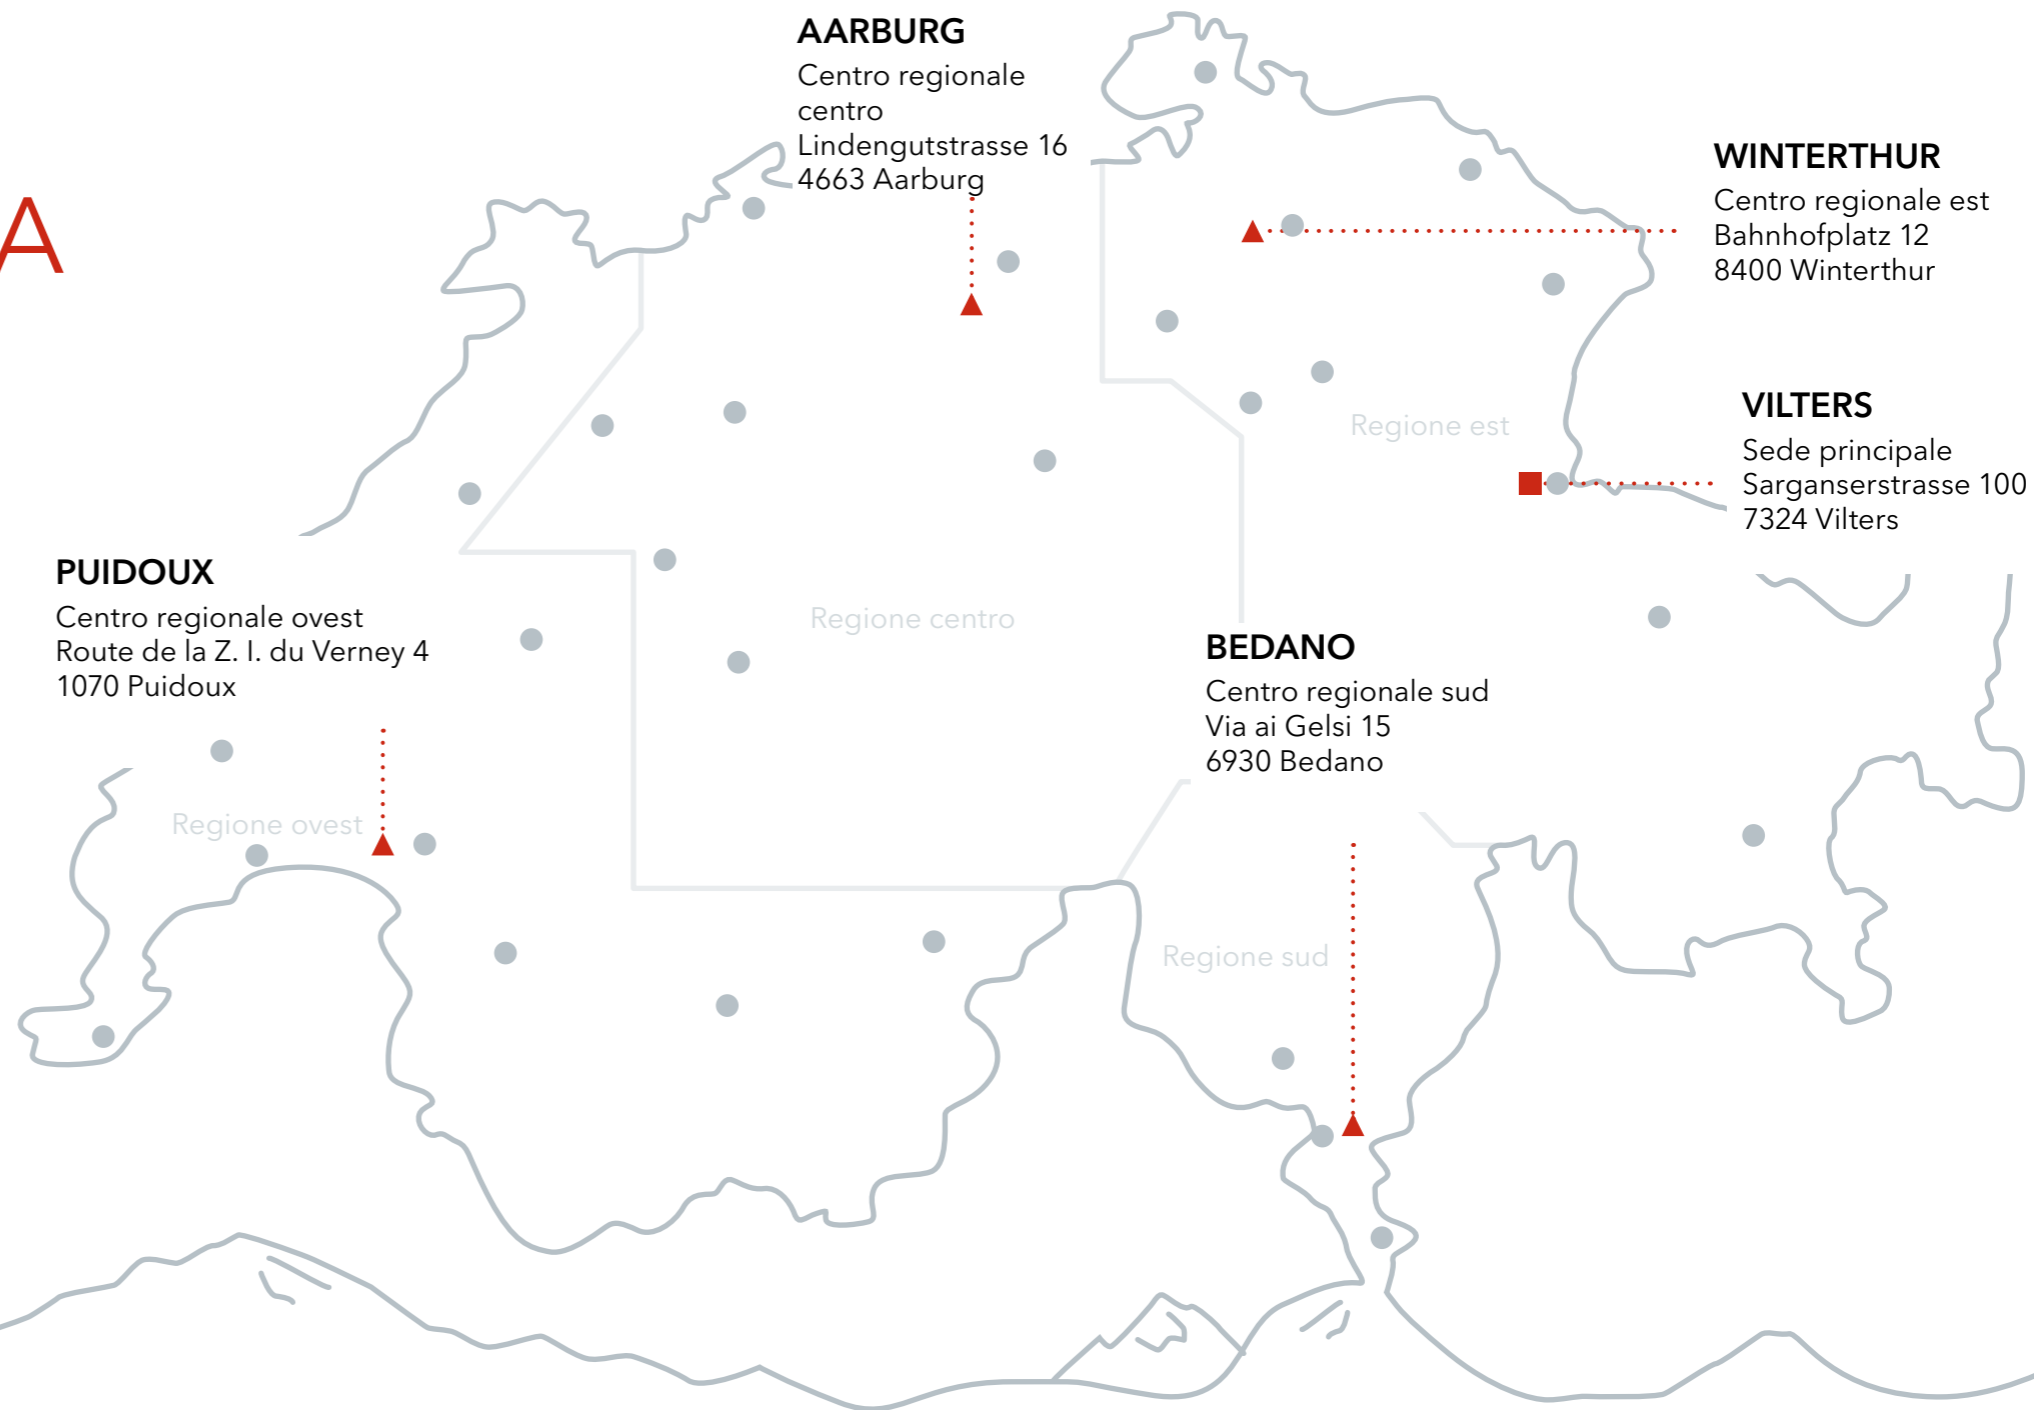 A
AARBURG
Centro regionale
centro
Lindengutstrasse 16
4663 Aarburg
WINTERTHUR
Centro regionale est
Bahnhofplatz 12
8400 Winterthur
VILTERS
Sede principale
Sarganserstrasse 100
7324 Vilters
Regione est
PUIDOUX
Centro regionale ovest
Route de la Z. I. du Verney 4
1070 Puidoux
Regione centro
BEDANO
Centro regionale sud
Via ai Gelsi 15
6930 Bedano
Regione ovest
Regione sud